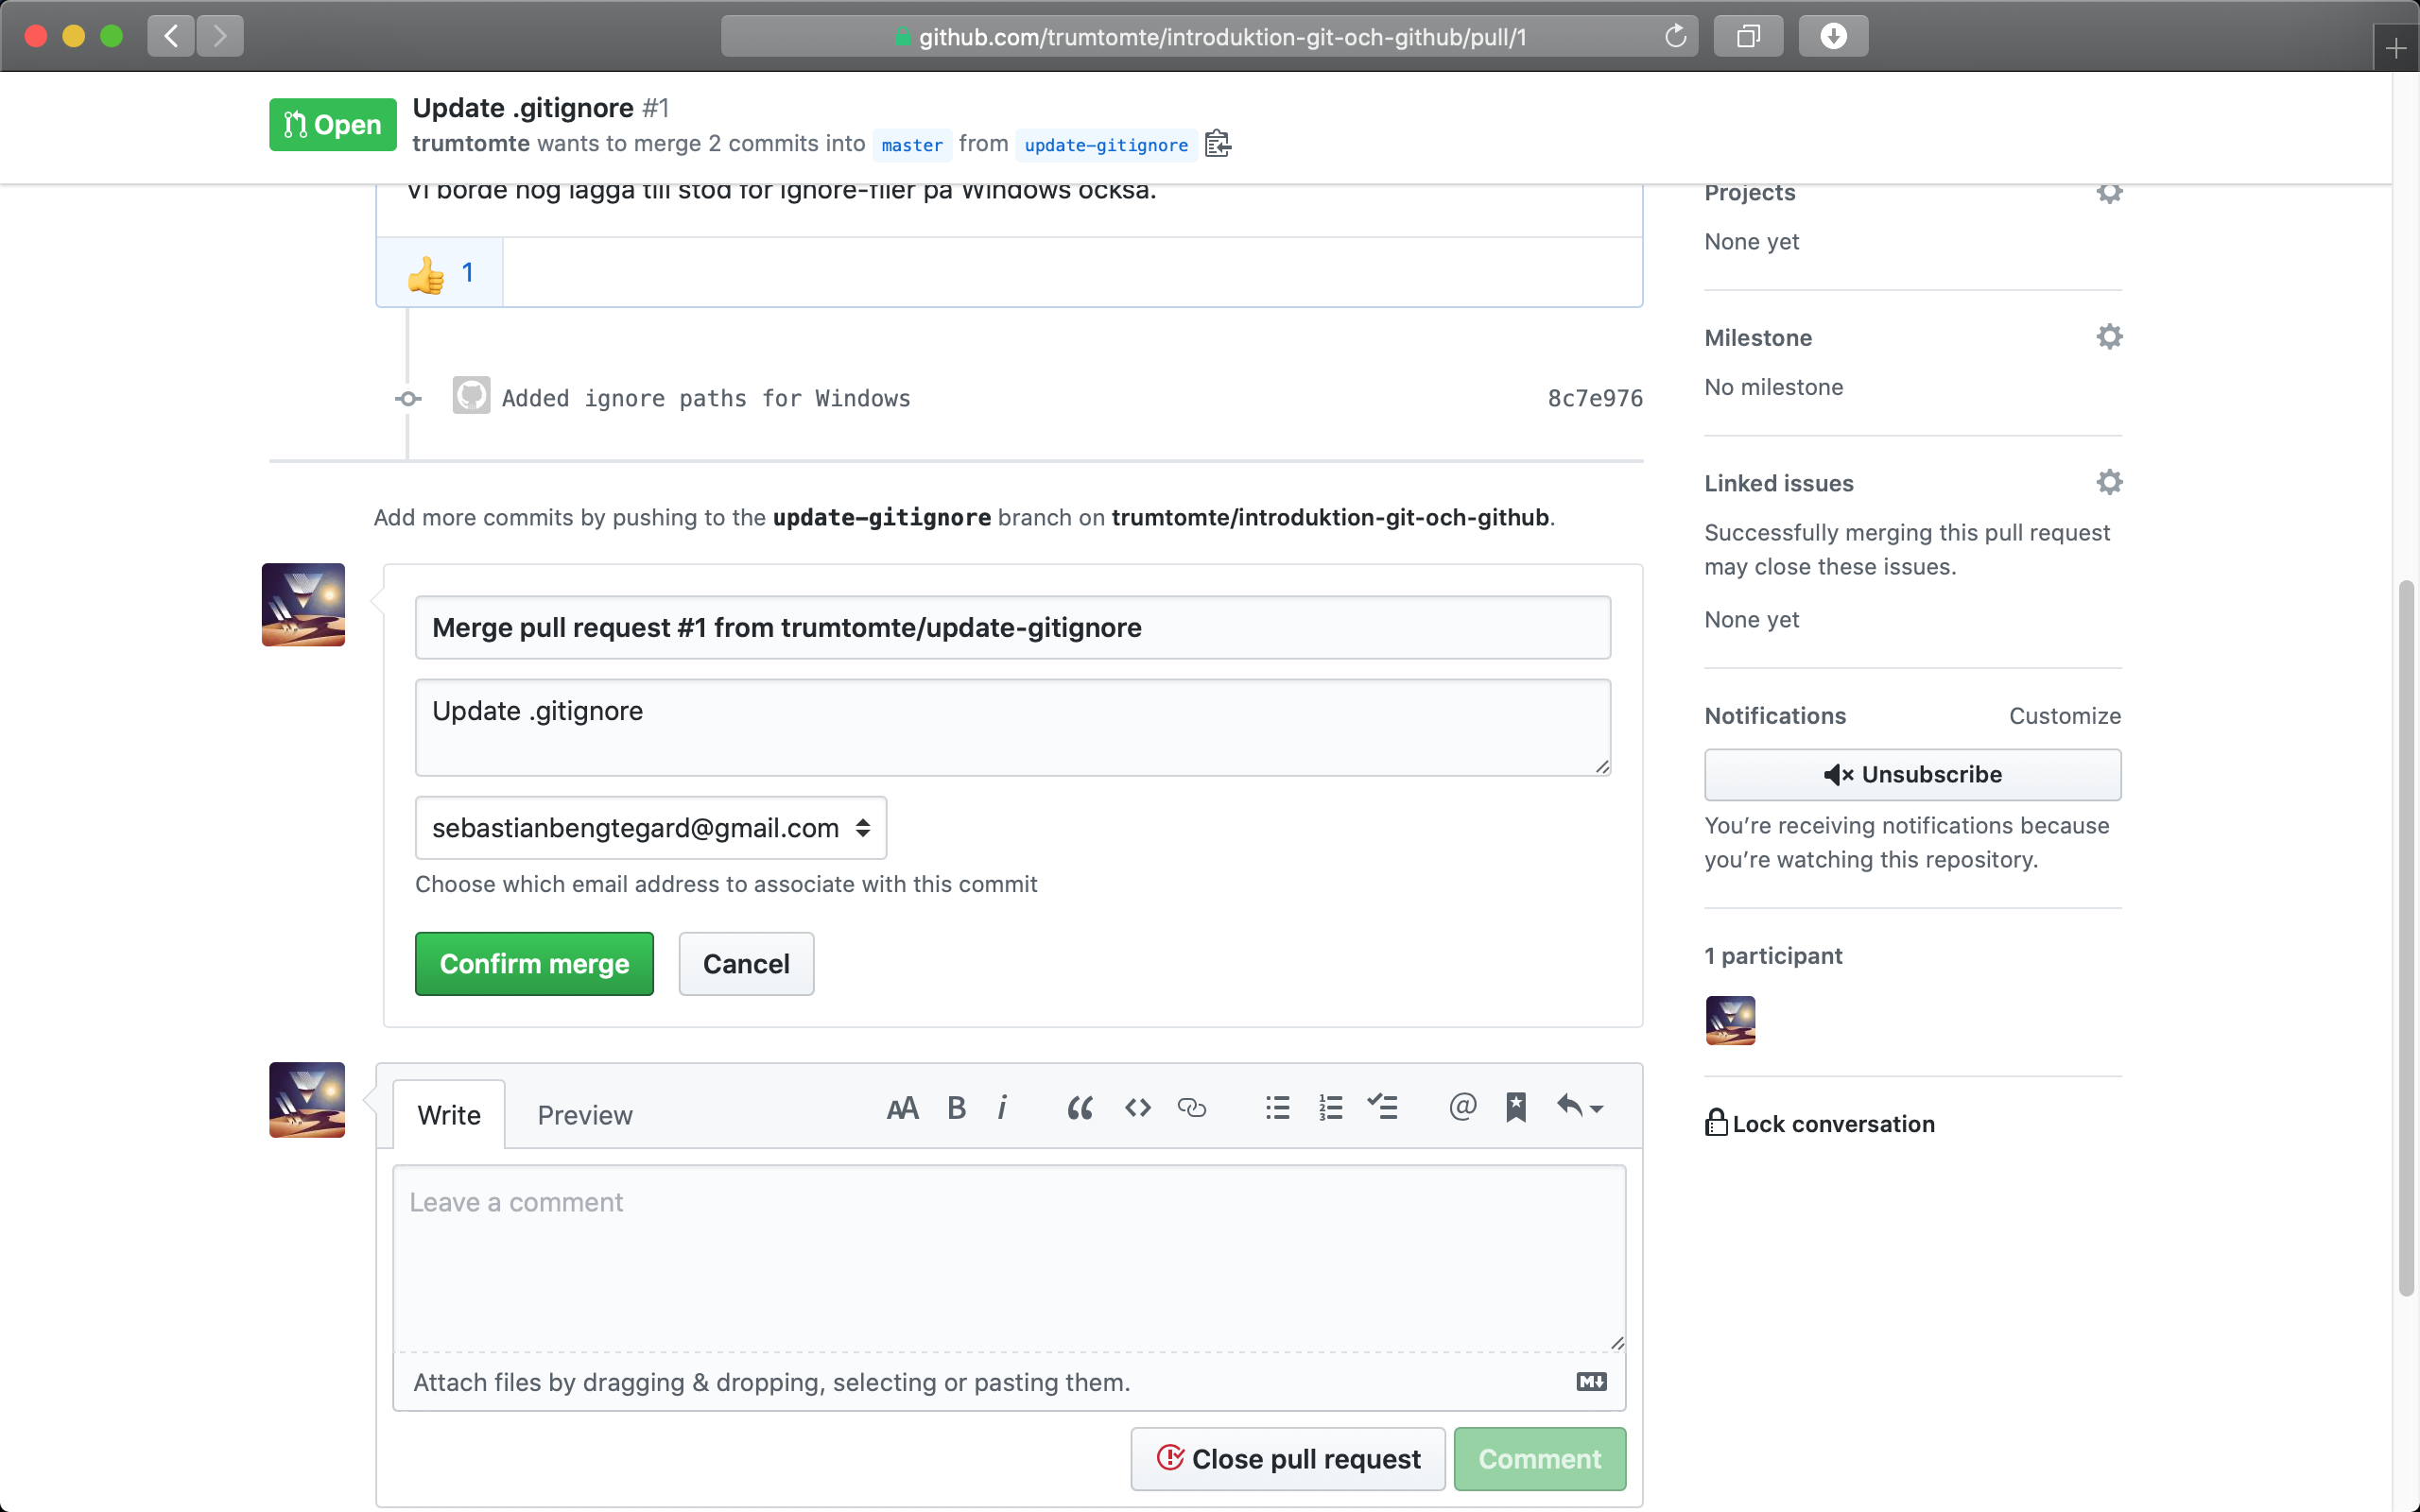 github.com/trumtomte/introduktion-git-och-github/pull/1
Open
Update .gitignore #1
trumtomte wants to merge 2 commits into master from update-gitignore
Vi borde nog lägga till stöd för ignore-filer på Windows också.
👍 1
Added ignore paths for Windows 8c7e976
Add more commits by pushing to the update-gitignore branch on trumtomte/introduktion-git-och-github.
Merge pull request #1 from trumtomte/update-gitignore
Update .gitignore
sebastianbengtegard@gmail.com
Choose which email address to associate with this commit
Confirm merge Cancel
Write Preview
Leave a comment
Attach files by dragging & dropping, selecting or pasting them.
Close pull request Comment
Projects
None yet
Milestone
No milestone
Linked issues
Successfully merging this pull request
may close these issues.
None yet
Notifications Customize
Unsubscribe
You’re receiving notifications because
you’re watching this repository.
1 participant
Lock conversation